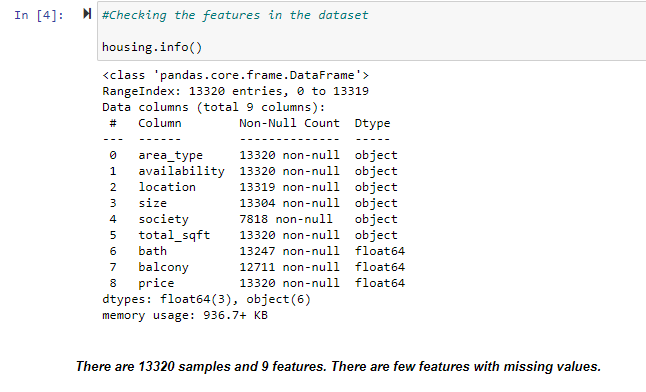 In [4]: #Checking the features in the dataset
housing.info()
<class 'pandas.core.frame.DataFrame'>
RangeIndex: 13320 entries, 0 to 13319
Data columns (total 9 columns):
 #   Column        Non-Null Count  Dtype
---  ------        --------------  -----
 0   area_type     13320 non-null  object
 1   availability  13320 non-null  object
 2   location      13319 non-null  object
 3   size          13304 non-null  object
 4   society       7818 non-null   object
 5   total_sqft    13320 non-null  object
 6   bath          13247 non-null  float64
 7   balcony       12711 non-null  float64
 8   price         13320 non-null  float64
dtypes: float64(3), object(6)
memory usage: 936.7+ KB
There are 13320 samples and 9 features. There are few features with missing values.